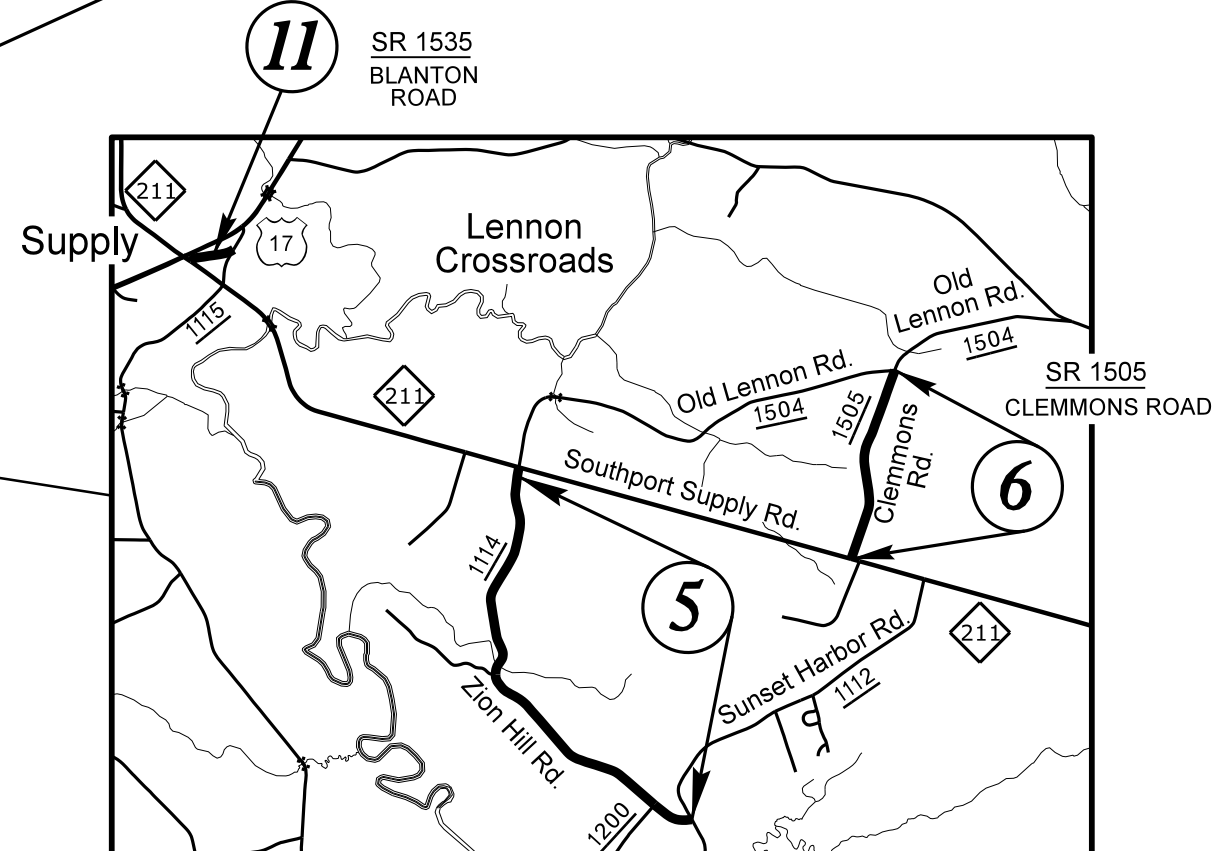 11
SR 1535
BLANTON
ROAD
211
Supply
17
Lennon
Crossroads
1115
Old
Lennon Rd.
1504
SR 1505
CLEMMONS ROAD
211
Old Lennon Rd.
1504
1505
Clemmons
Rd.
6
Southport Supply Rd.
1114
5
211
Sunset Harbor Rd.
1112
Zion Hill Rd.
1200